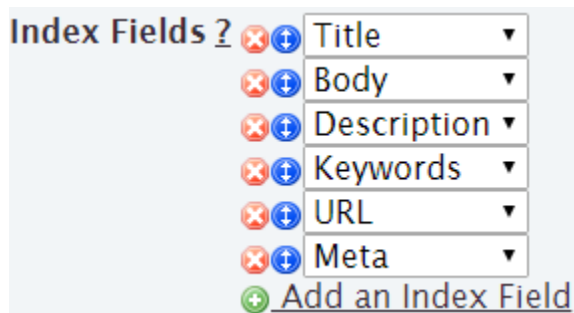 Index Fields ? Title
Body
Description
Keywords
URL
Meta
Add an Index Field